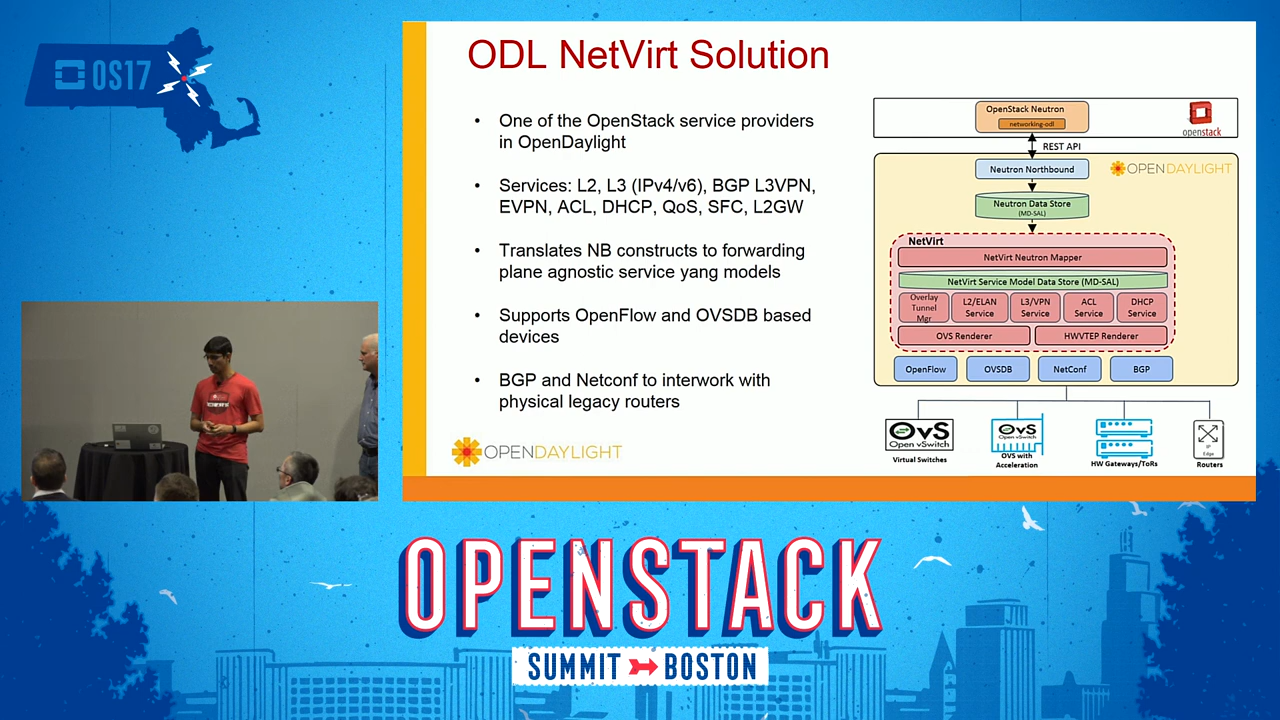 OS17
ODL NetVirt Solution
• One of the OpenStack service providers
in OpenDaylight
• Services: L2, L3 (IPv4/v6), BGP L3VPN,
EVPN, ACL, DHCP, QoS, SFC, L2GW
• Translates NB constructs to forwarding
plane agnostic service yang models
• Supports OpenFlow and OVSDB based
devices
• BGP and Netconf to interwork with
physical legacy routers
OPENDAYLIGHT
OpenStack Neutron
networking-odl
openstack
REST API
Neutron Northbound
OPENDAYLIGHT
Neutron Data Store
(MD-SAL)
NetVirt
NetVirt Neutron Mapper
NetVirt Service Model Data Store (MD-SAL)
Overlay
Tunnel
Mgr
L2/ELAN
Service
L3/VPN
Service
ACL
Service
DHCP
Service
OVS Renderer
HWVTEP Renderer
OpenFlow
OVSDB
NetConf
BGP
OvS
Open vSwitch
Virtual Switches
OvS
Open vSwitch
OVS with
Acceleration
HW Gateways/ToRs
IP
Edge
Routers
OPENSTACK
SUMMIT BOSTON